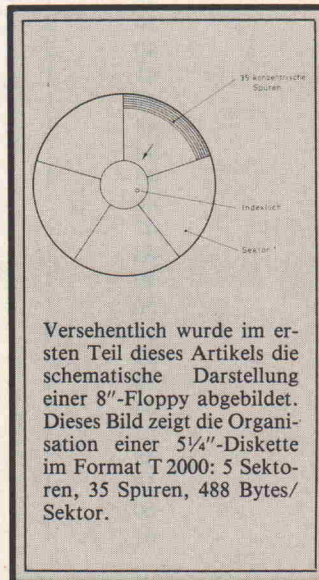 35 konzentrische
Spuren
Indexloch
Sektor
Versehentlich wurde im er-
sten Teil dieses Artikels die
schematische Darstellung
einer 8″-Floppy abgebildet.
Dieses Bild zeigt die Organi-
sation einer 5¼″-Diskette
im Format T 2000: 5 Sekto-
ren, 35 Spuren, 488 Bytes/
Sektor.